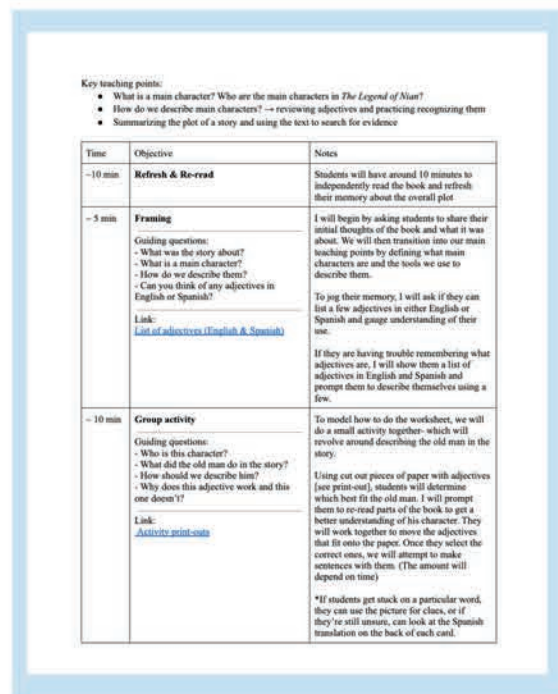 Key teaching points:
• What is a main character? Who are the main characters in The Legend of Nian?
• How do we describe main characters? → reviewing adjectives and practicing recognizing them
• Summarizing the plot of a story and using the text to search for evidence
Time
Objective
Notes
~10 min
Refresh & Re-read
Students will have around 10 minutes to
independently read the book and refresh
their memory about the overall plot
~ 5 min
Framing
Guiding questions:
- What was the story about?
- What is a main character?
- How do we describe them?
- Can you think of any adjectives in
English or Spanish?
Link:
List of adjectives (English & Spanish)
I will begin by asking students to share their
initial thoughts of the book and what it was
about. We will then transition into our main
teaching points by defining what main
characters are and the tools we use to
describe them.
To jog their memory, I will ask if they can
list a few adjectives in either English or
Spanish and gauge understanding of their
use.
If they are having trouble remembering what
adjectives are, I will show them a list of
adjectives in English and Spanish and
prompt them to describe themselves using a
few.
~ 10 min
Group activity
Guiding questions:
- Who is this character?
- What did the old man do in the story?
- How should we describe him?
- Why does this adjective work and this
one doesn't?
Link:
Activity print-outs
To model how to do the worksheet, we will
do a small activity together- which will
revolve around describing the old man in the
story.
Using cut out pieces of paper with adjectives
[see print-out], students will determine
which best fit the old man. I will prompt
them to re-read parts of the book to get a
better understanding of his character. They
will work together to move the adjectives
that fit onto the paper. Once they select the
correct ones, we will attempt to make
sentences with them. (The amount will
depend on time)
*If students get stuck on a particular word,
they can use the picture for clues, or if
they're still unsure, can look at the Spanish
translation on the back of each card.